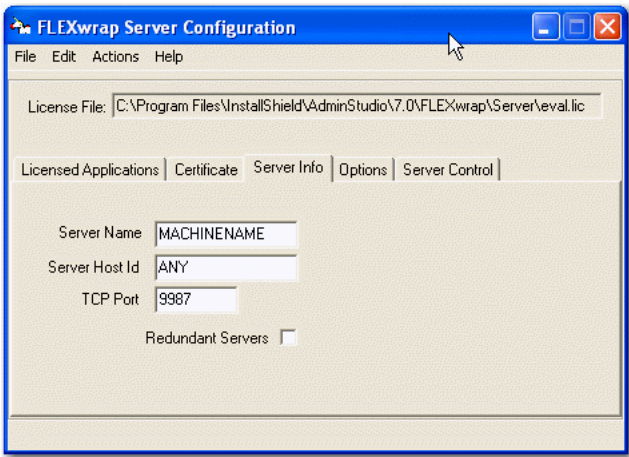 FLEXwrap Server Configuration
File Edit Actions Help
License File: C:\Program Files\InstallShield\AdminStudio\7.0\FLEXwrap\Server\eval.lic
Licensed Applications Certificate Server Info Options Server Control
Server Name MACHINENAME
Server Host Id ANY
TCP Port 9987
Redundant Servers